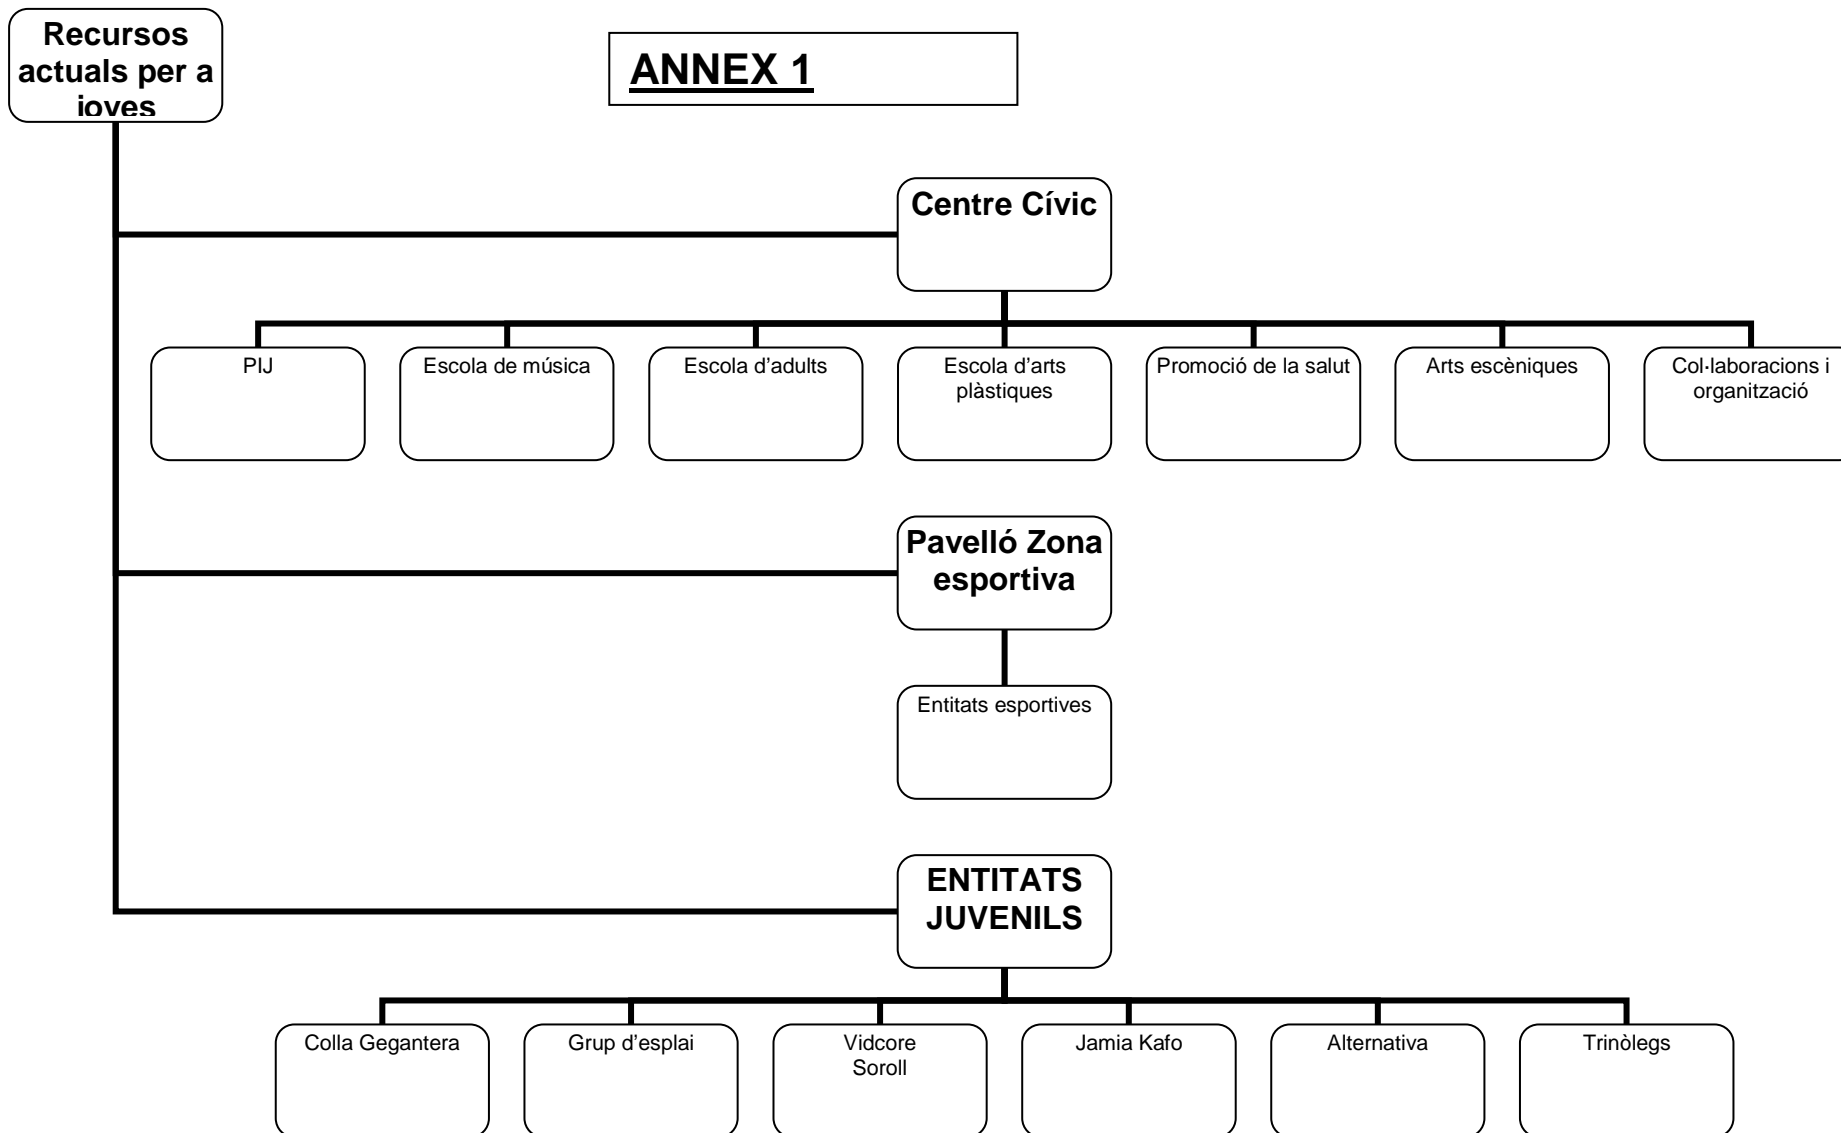 Recursos
actuals per a
joves
ANNEX 1
Centre Cívic
PIJ
Escola de música
Escola d’adults
Escola d’arts
plàstiques
Promoció de la salut
Arts escèniques
Col·laboracions i
organització
Pavelló Zona
esportiva
Entitats esportives
ENTITATS
JUVENILS
Colla Gegantera
Grup d’esplai
Vidcore
Soroll
Jamia Kafo
Alternativa
Trinòlegs